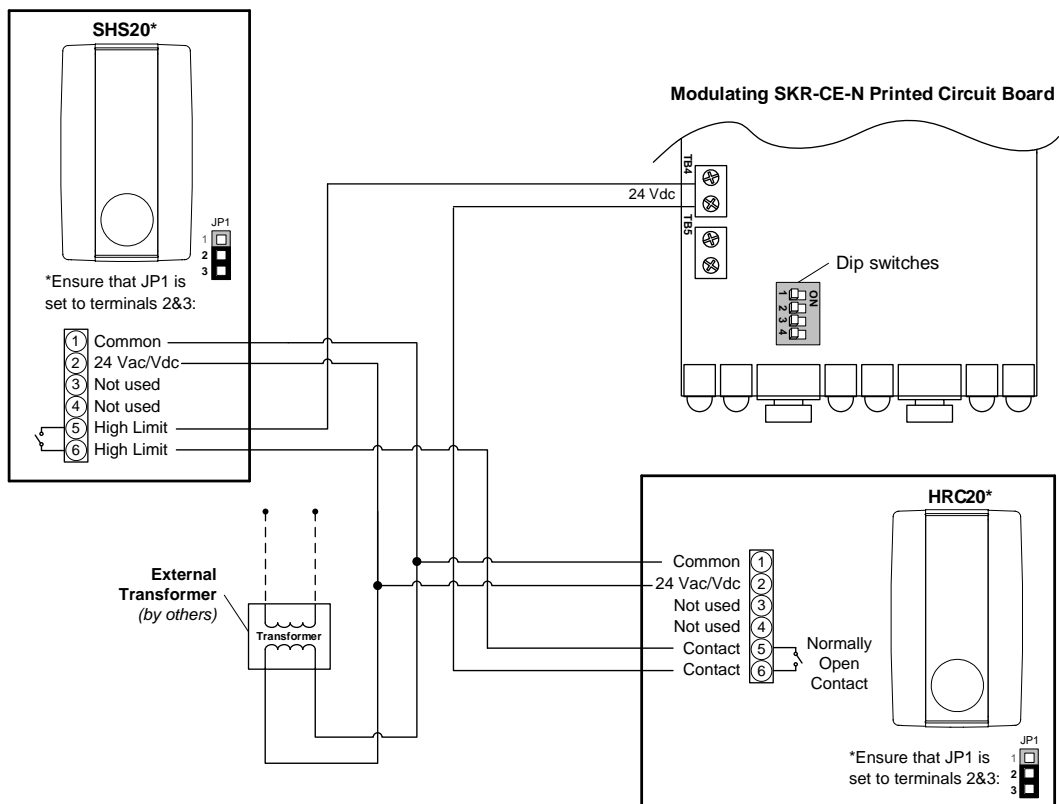 SHS20*
JP1
1
2
3
*Ensure that JP1 is
set to terminals 2&3:
1 Common
2 24 Vac/Vdc
3 Not used
4 Not used
5 High Limit
6 High Limit
Modulating SKR-CE-N Printed Circuit Board
TB4
24 Vdc
TB5
Dip switches
ON
1
2
3
4
External
Transformer
(by others)
Transformer
HRC20*
Common 1
24 Vac/Vdc 2
Not used 3
Not used 4
Contact 5
Contact 6
Normally
Open
Contact
JP1
1
2
3
*Ensure that JP1 is
set to terminals 2&3: